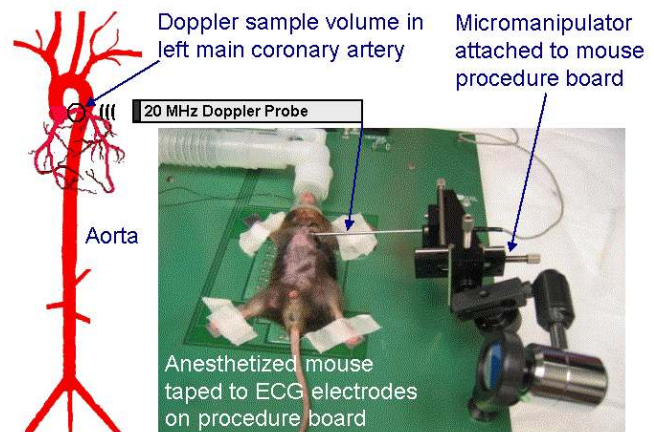 Doppler sample volume in
left main coronary artery
Micromanipulator
attached to mouse
procedure board
20 MHz Doppler Probe
Aorta
Anesthetized mouse
taped to ECG electrodes
on procedure board